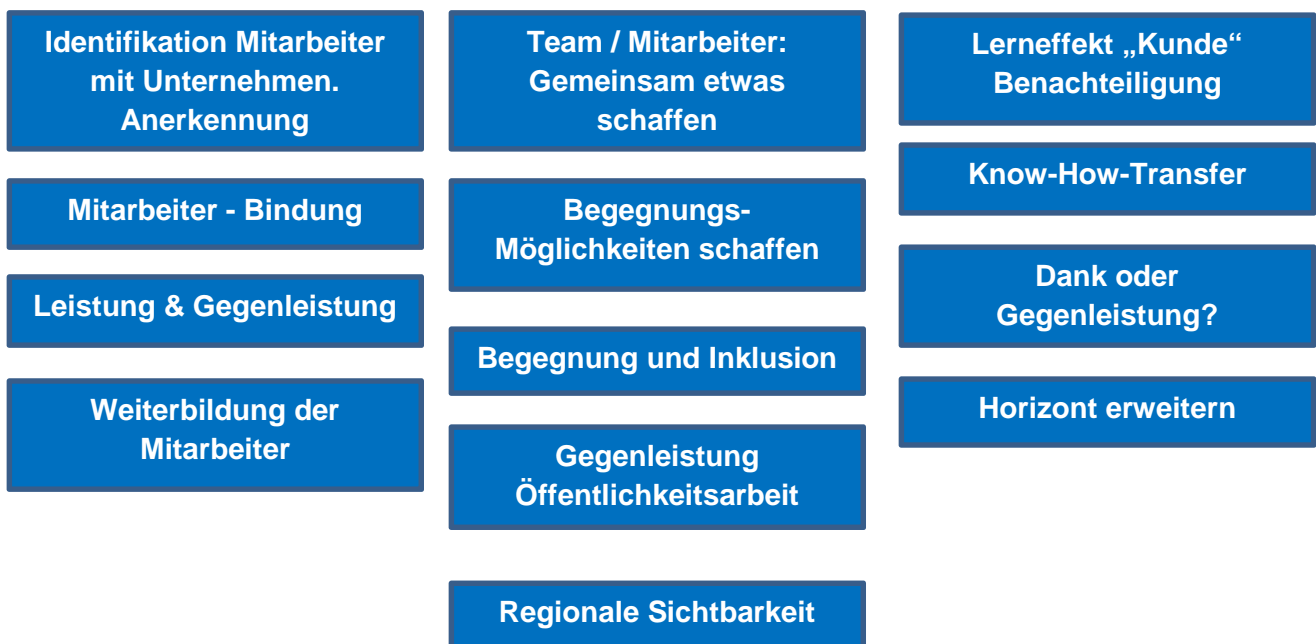 Identifikation Mitarbeiter
mit Unternehmen.
Anerkennung
Mitarbeiter - Bindung
Leistung & Gegenleistung
Weiterbildung der
Mitarbeiter
Team / Mitarbeiter:
Gemeinsam etwas
schaffen
Begegnungs-
Möglichkeiten schaffen
Begegnung und Inklusion
Gegenleistung
Öffentlichkeitsarbeit
Regionale Sichtbarkeit
Lerneffekt „Kunde“
Benachteiligung
Know-How-Transfer
Dank oder
Gegenleistung?
Horizont erweitern